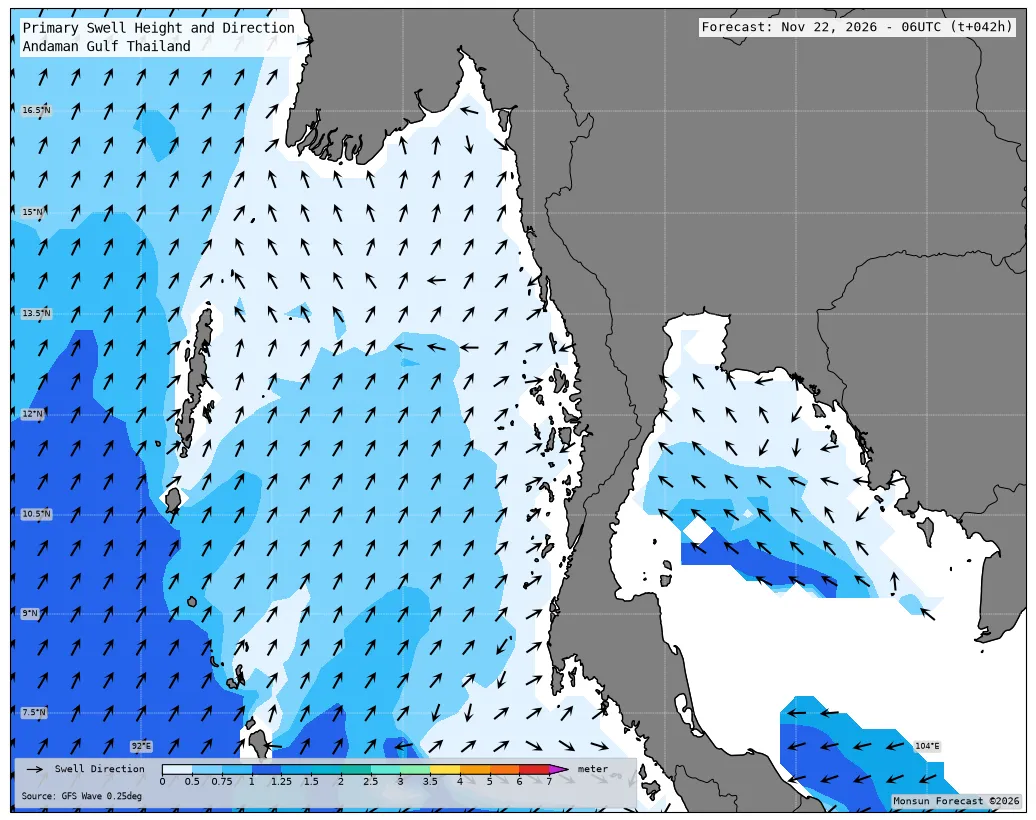 Primary Swell Height and Direction
Andaman Gulf Thailand
Forecast: Nov 22, 2026 - 06UTC (t+042h)
16.5°N
15°N
13.5°N
12°N
10.5°N
9°N
7.5°N
92°E
104°E
Swell Direction
meter
0 0.5 0.75 1 1.25 1.5 2 2.5 3 3.5 4 5 6 7
Source: GFS Wave 0.25deg
Monsun Forecast ©2026